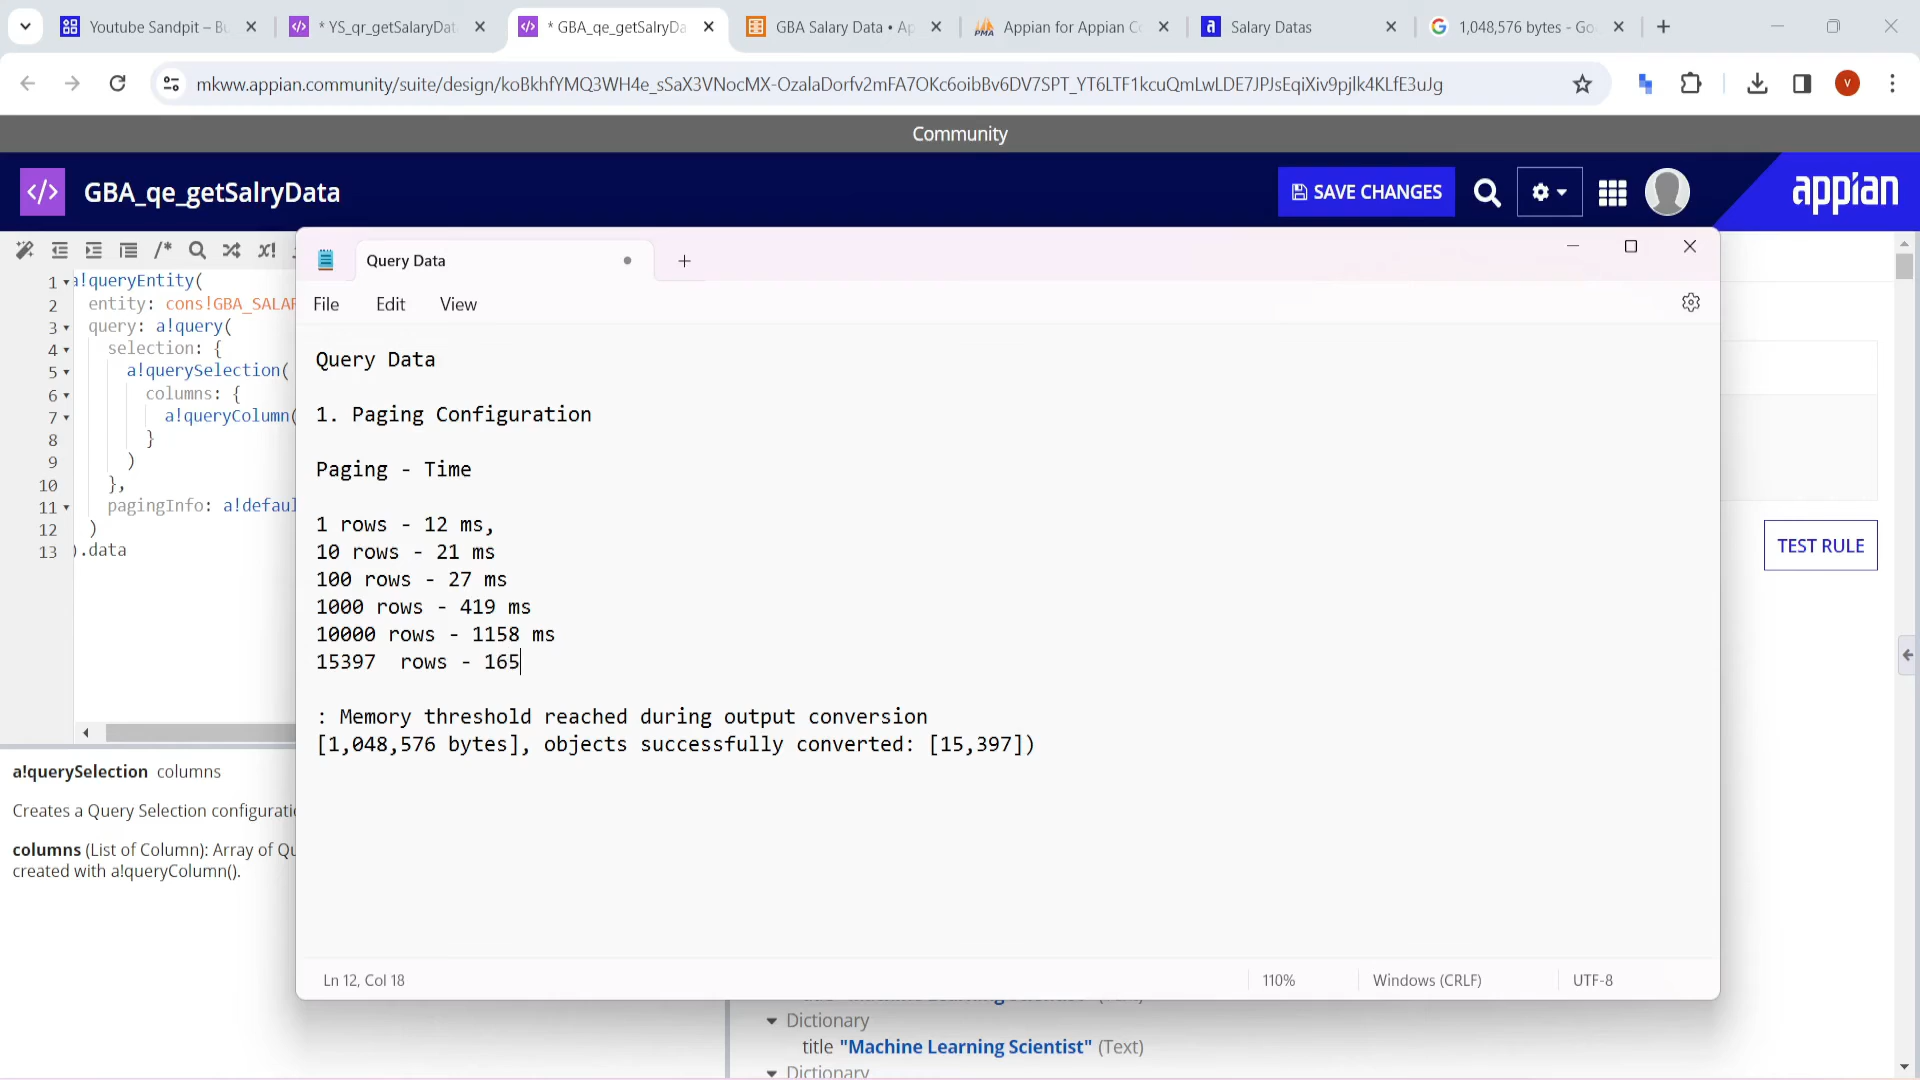 Youtube Sandpit – Bu
* YS_qr_getSalaryDat
* GBA_qe_getSalryDa
GBA Salary Data • Ap
Appian for Appian Co
Salary Datas
1,048,576 bytes - Go
mkww.appian.community/suite/design/koBkhfYMQ3WH4e_sSaX3VNocMX-OzalaDorfv2mFA7OKc6oibBv6DV7SPT_YT6LTF1kcuQmLwLDE7JPJsEqiXiv9pjlk4KLfE3uJg
V
Community
GBA_qe_getSalryData
SAVE CHANGES
appian
/*
x!
1 a!queryEntity(
2 entity: cons!GBA_SALAR
3 query: a!query(
4 selection: {
5 a!querySelection(
6 columns: {
7 a!queryColumn(
8 }
9 )
10 },
11 pagingInfo: a!defaul
12 )
13 ).data
Query Data
File Edit View
Query Data
1. Paging Configuration
Paging - Time
1 rows - 12 ms,
10 rows - 21 ms
100 rows - 27 ms
1000 rows - 419 ms
10000 rows - 1158 ms
15397  rows - 165
: Memory threshold reached during output conversion
[1,048,576 bytes], objects successfully converted: [15,397])
Ln 12, Col 18
110%
Windows (CRLF)
UTF-8
TEST RULE
a!querySelection columns
Creates a Query Selection configuratio
columns (List of Column): Array of Qu
created with a!queryColumn().
Dictionary
title "Machine Learning Scientist" (Text)
Dictionary